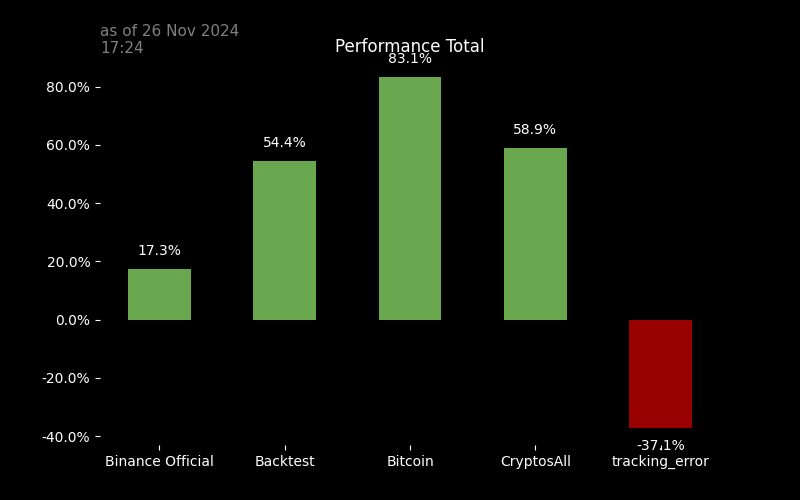 as of 26 Nov 2024
17:24
Performance Total
83.1%
80.0%
58.9%
54.4%
60.0%
40.0%
17.3%
20.0%
0.0%
-20.0%
-40.0%
-37.1%
Binance Official
Backtest
Bitcoin
CryptosAll
tracking_error